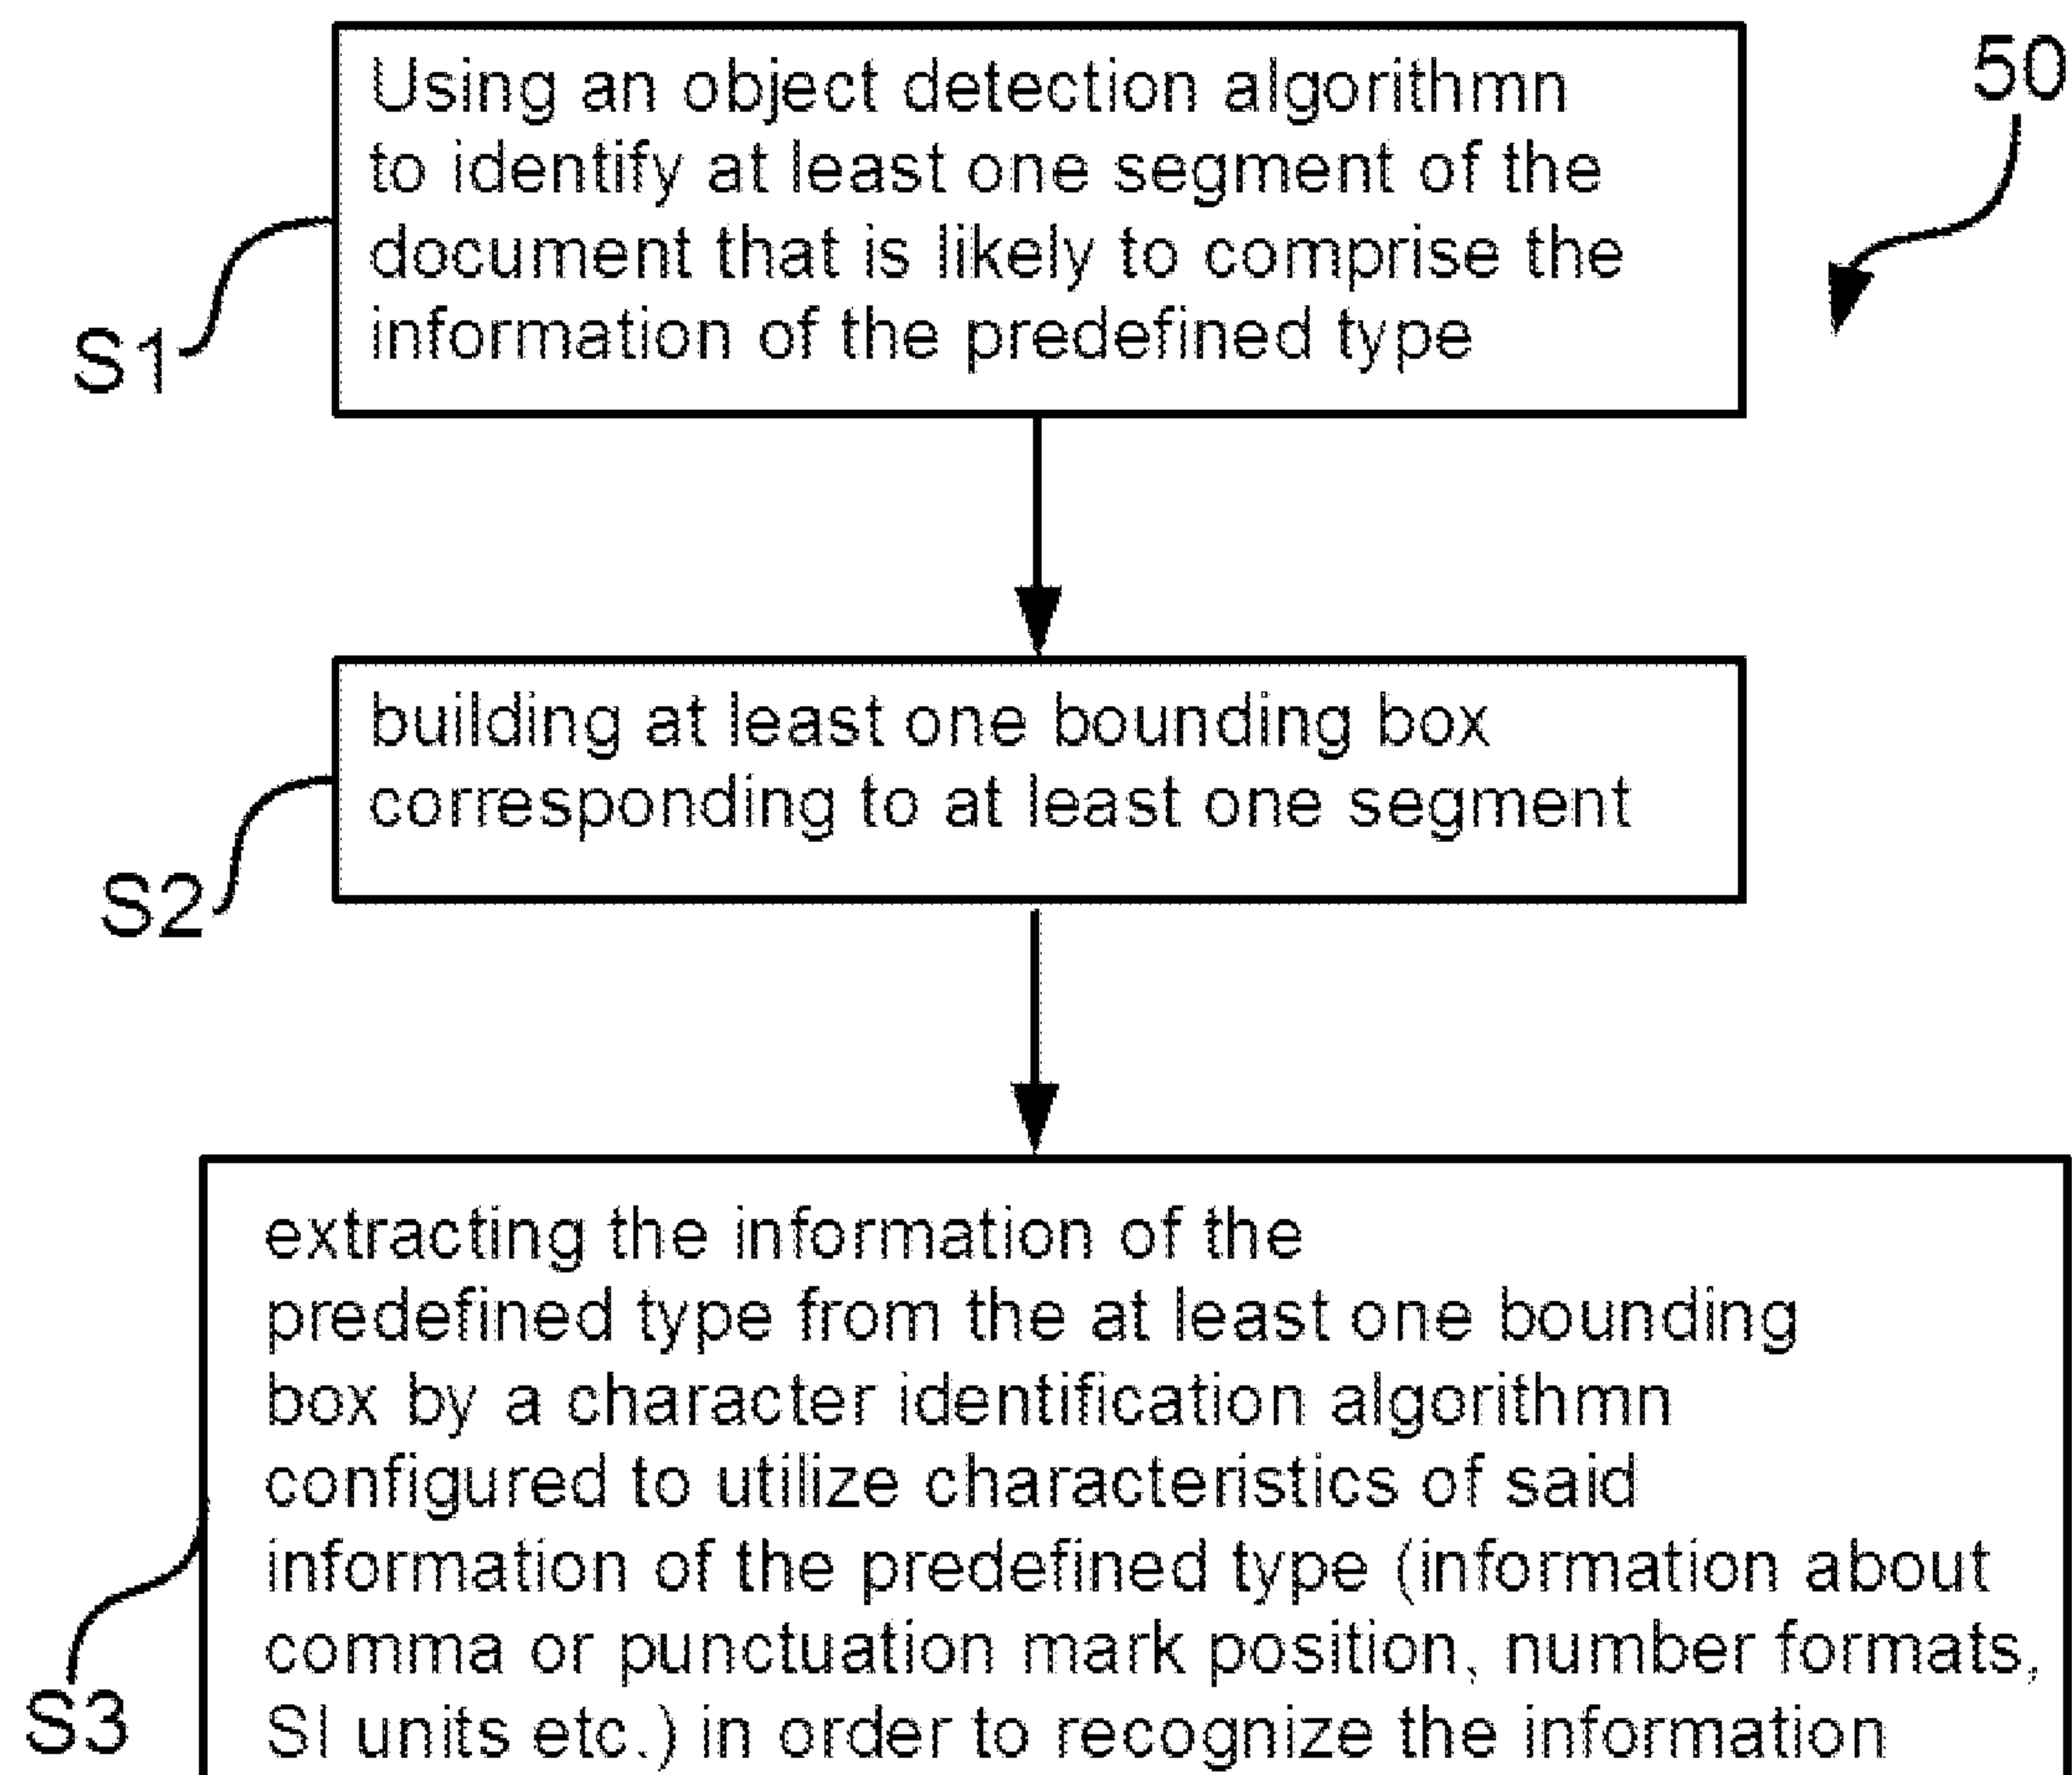 50
Using an object detection algorithmn
to identify at least one segment of the
document that is likely to comprise the
information of the predefined type
S1
building at least one bounding box
corresponding to at least one segment
S2
extracting the information of the
predefined type from the at least one bounding
box by a character identification algorithmn
configured to utilize characteristics of said
information of the predefined type (information about
comma or punctuation mark position, number formats,
SI units etc.) in order to recognize the information
S3